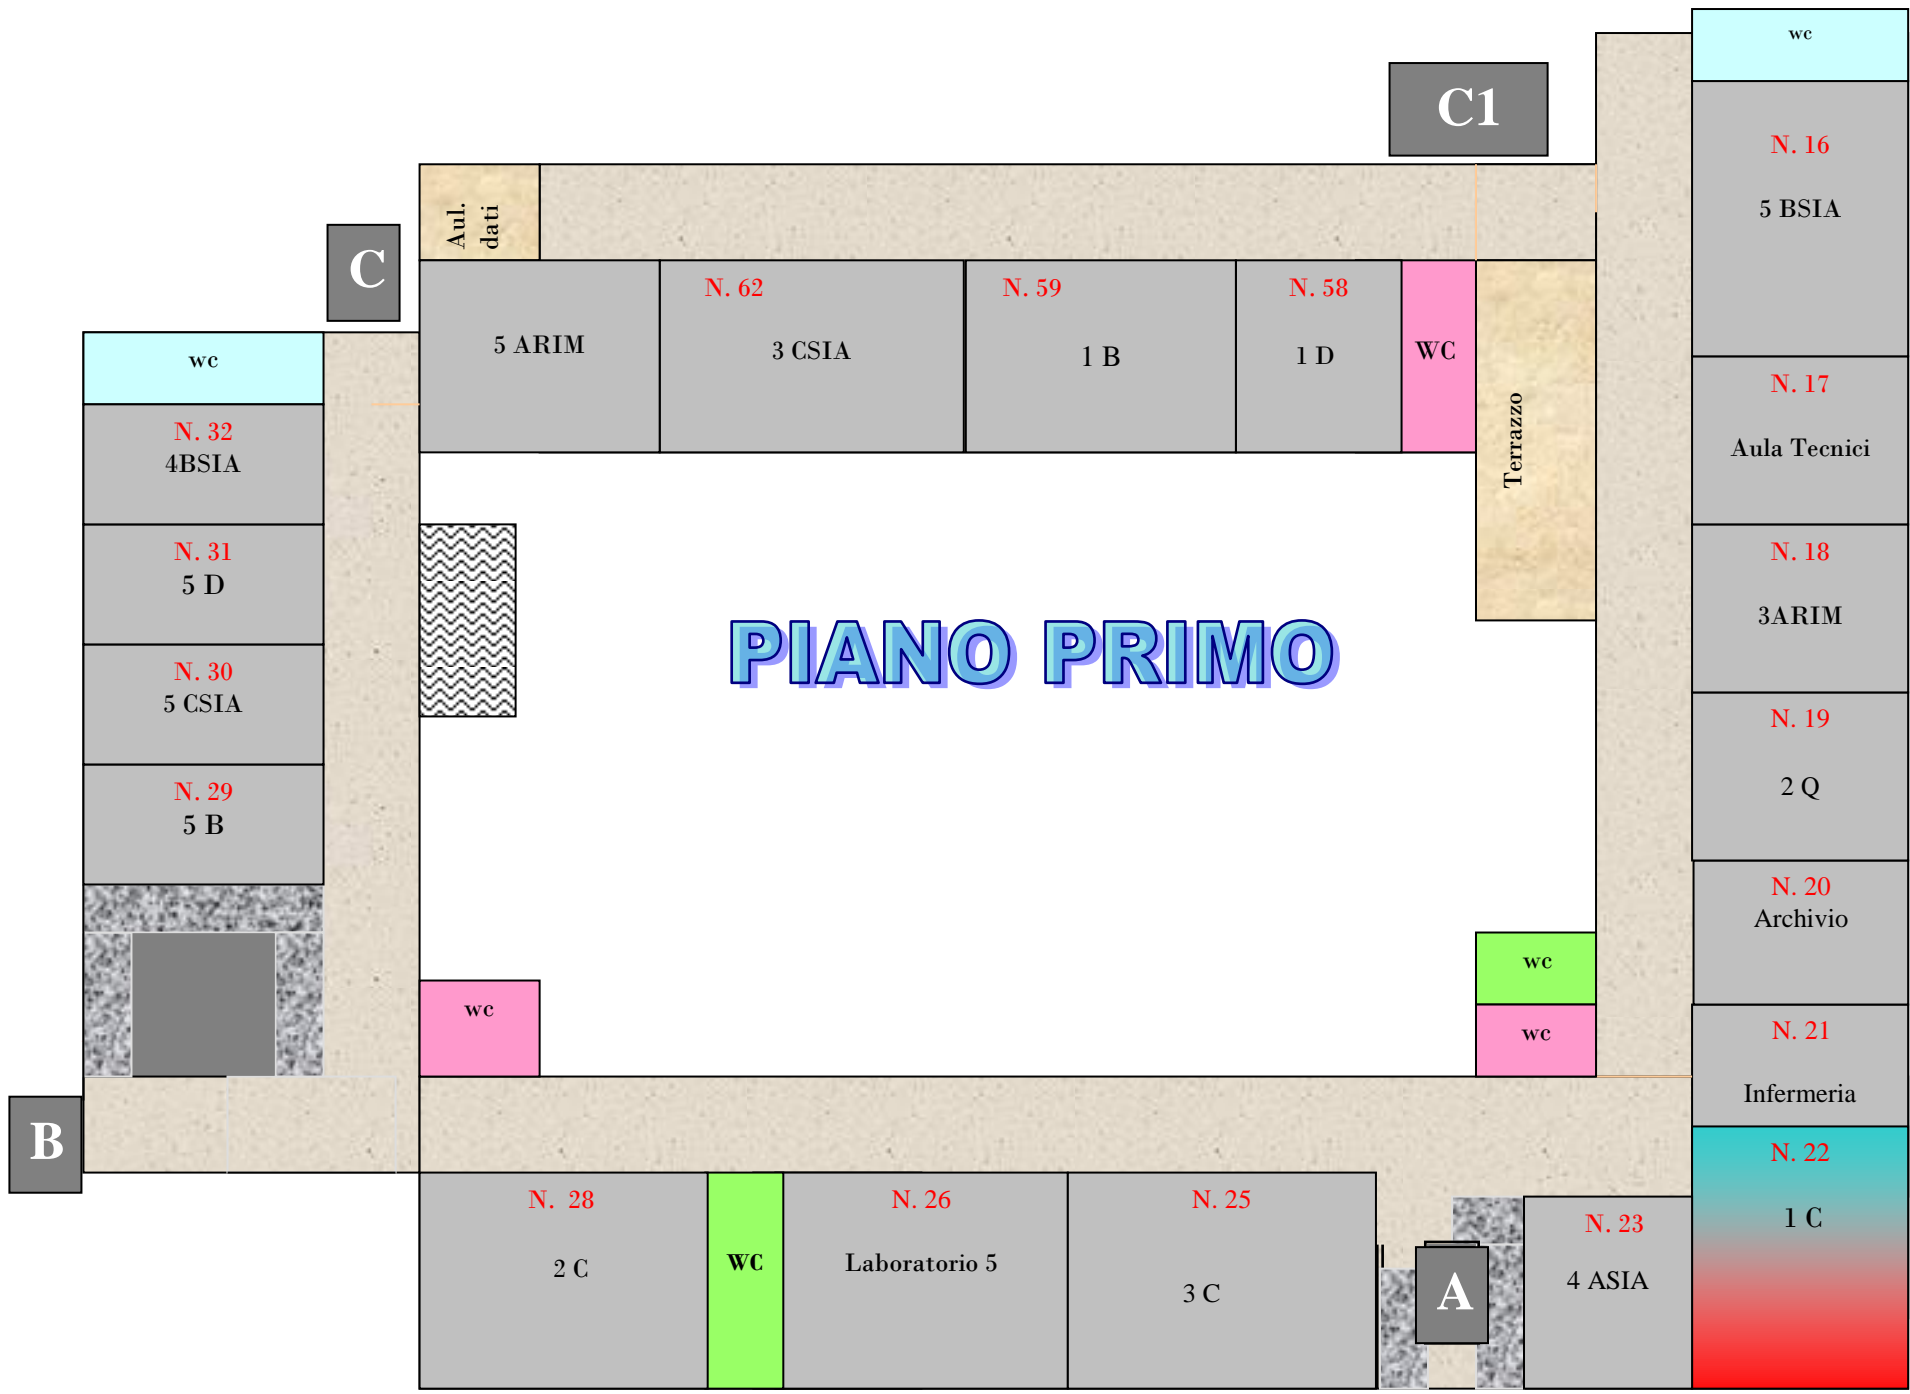 wc
C1
N. 16
5 BSIA
Aul.
dati
C
N. 62
3 CSIA
N. 59
1 B
N. 58
1 D
5 ARIM
WC
wc
N. 32
4BSIA
N. 31
5 D
N. 30
5 CSIA
N. 29
5 B
Terrazzo
N. 17
Aula Tecnici
N. 18
3ARIM
N. 19
2 Q
N. 20
Archivio
N. 21
Infermeria
N. 22
1 C
PIANO PRIMO
wc
wc
wc
B
N.  28
2 C
WC
N. 26
Laboratorio 5
N. 25
3 C
A
N. 23
4 ASIA